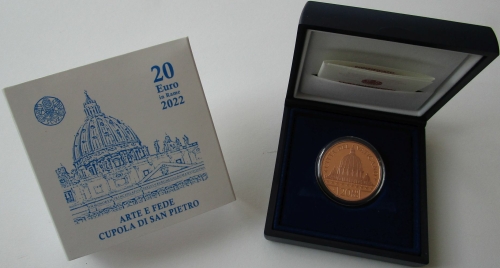 20
Euro
in Rame
2022
ARTE E FEDE
CUPOLA DI SAN PIETRO